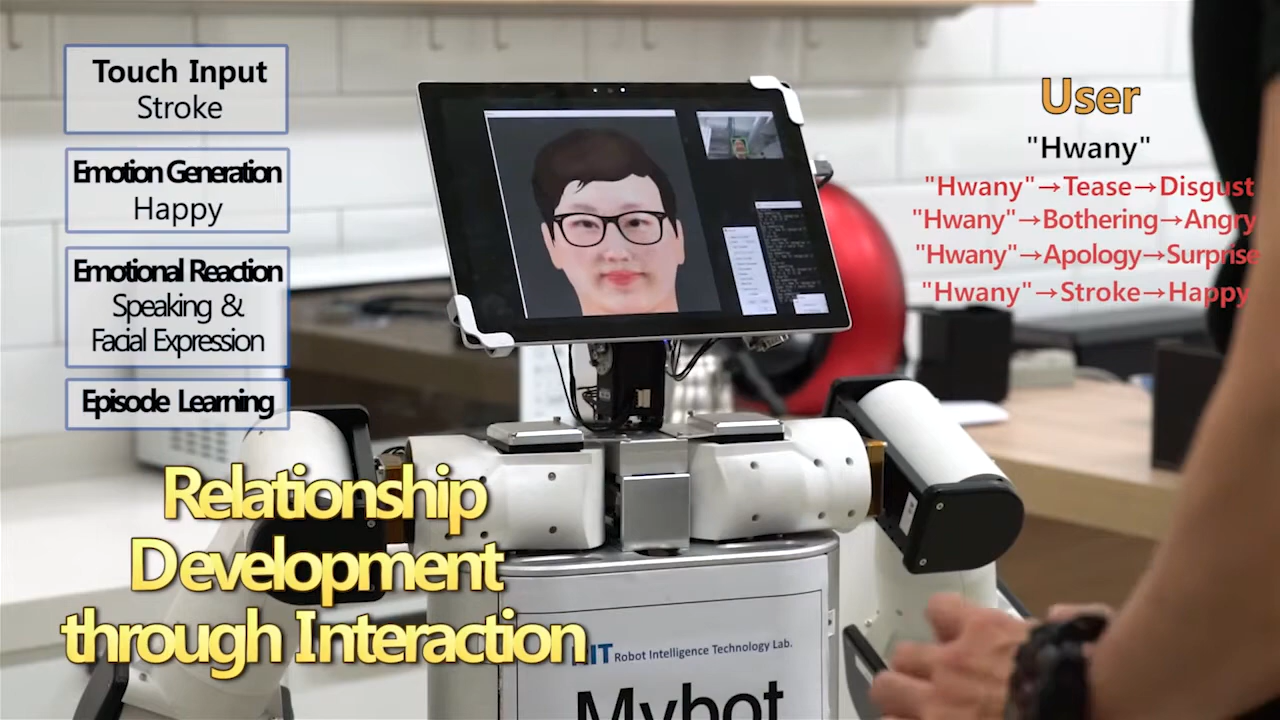 Touch Input
Stroke
Emotion Generation
Happy
Emotional Reaction
Speaking &
Facial Expression
Episode Learning
Relationship
Development
through Interaction
User
"Hwany"
"Hwany"→Tease→Disgust
"Hwany"→Bothering→Angry
"Hwany"→Apology→Surprise
"Hwany"→Stroke→Happy
Robot Intelligence Technology Lab.
Mybot